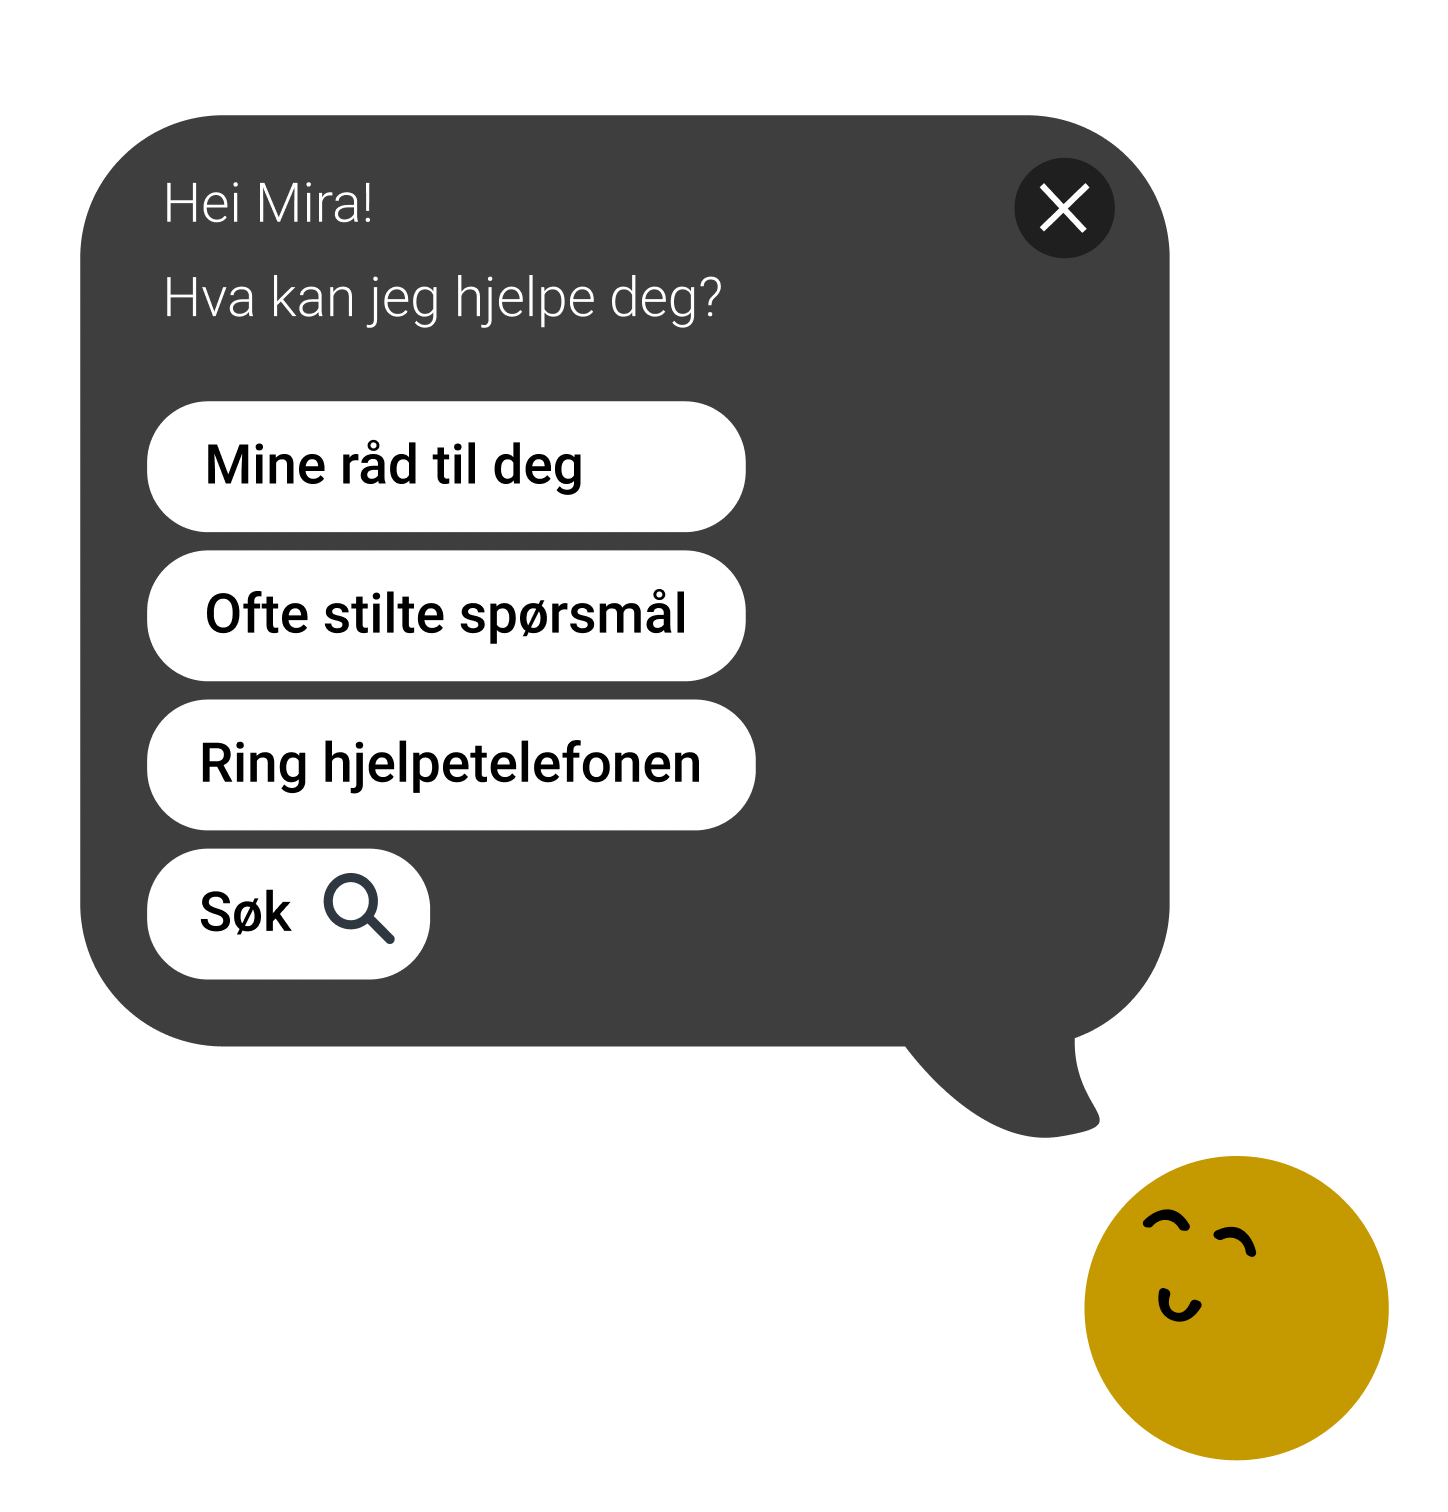 Hei Mira!
Hva kan jeg hjelpe deg?
Mine råd til deg
Ofte stilte spørsmål
Ring hjelpetelefonen
Søk